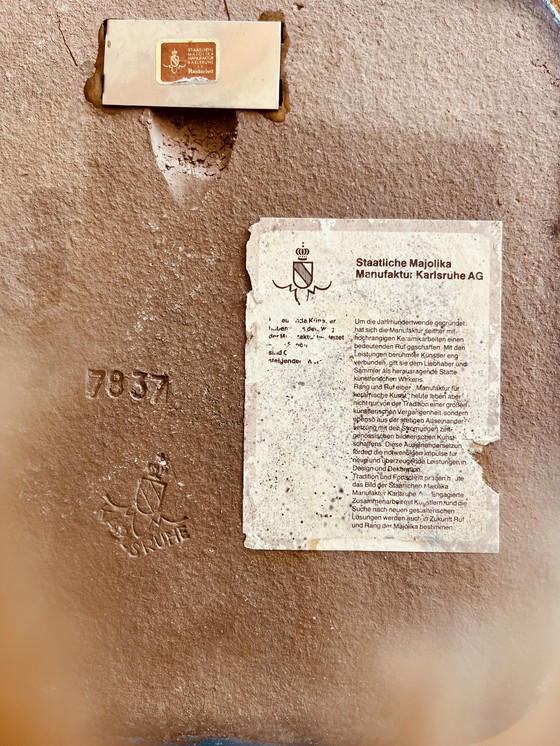 STAATLICHE
MAJOLIKA
MANUFAKTUR
KARLSRUHE
Handarbeit
Staatliche Majolika
Manufaktur Karlsruhe AG
Um die Jahrhundertwende gegründet
hat sich die Manufaktur seither mit
hochrangigen Keramikarbeiten einen
bedeutenden Ruf geschaffen. Mit den
Leistungen berühmter Künstler eng
verbunden, gilt sie dem Liebhaber und
Sammler als herausragende Stätte
künstlerischen Wirkens.
Rang und Ruf einer „Manufaktur für
keramische Kunst“ heute leben aber
nicht nur von der Tradition einer großen
künstlerischen Vergangenheit, sondern
ebenso aus der stetigen Auseinander-
setzung mit den Strömungen zeit-
genössischen bildnerischen Kunst-
schaffens. Diese Auseinandersetzun
fördert die notwendigen Impulse für
neue und überzeugende Leistungen in
Design und Dekoration.
Tradition und Fortschritt prägen
das Bild der Staatlichen Majolika
Manufaktur Karlsruhe
Zusammenarbeit mit Künstlern und die
Suche nach neuen gestalterischen
Lösungen werden auch in Zukunft Ruf
und Rang der Majolika bestimmen.
7837
KARLSRUHE